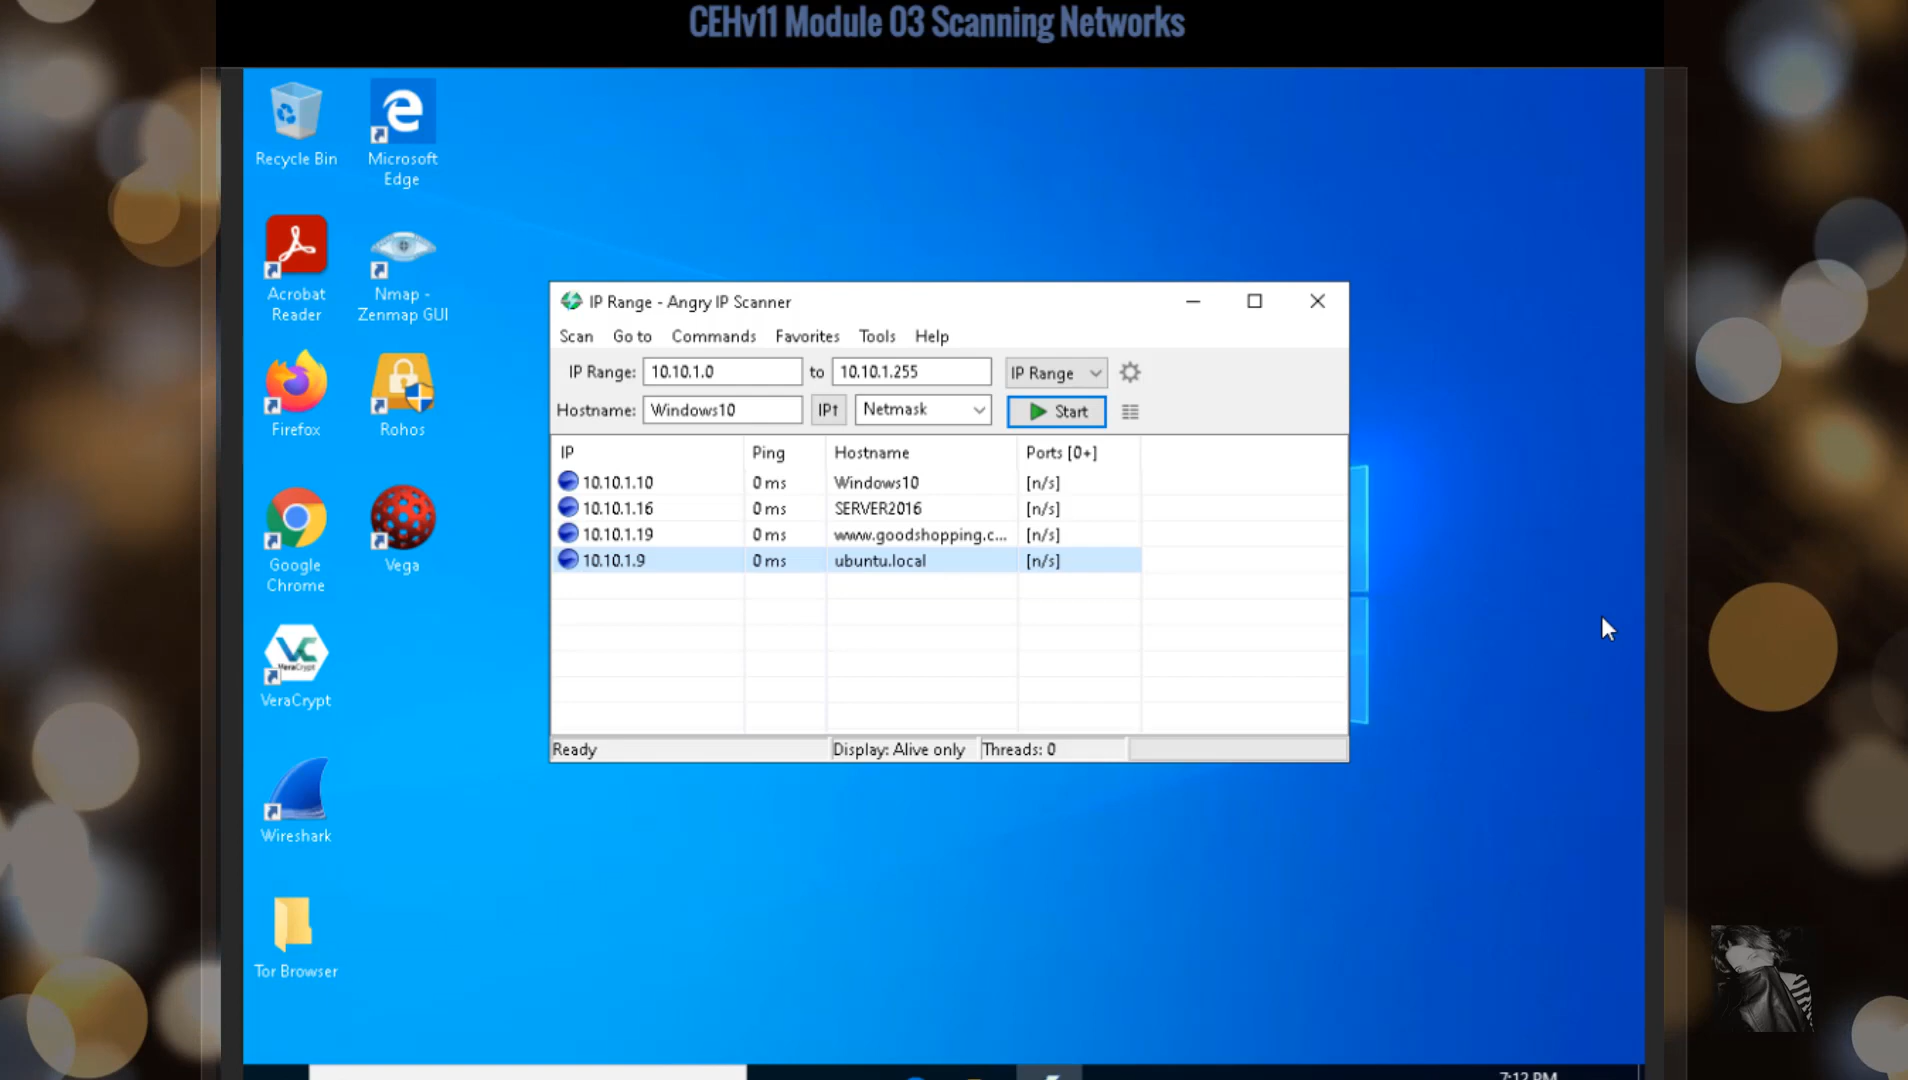 CEHv11 Module 03 Scanning Networks
Recycle Bin
Microsoft
Edge
Acrobat
Reader
Nmap -
Zenmap GUI
Firefox
Rohos
Google
Chrome
Vega
VeraCrypt
VeraCrypt
Wireshark
Tor Browser
IP Range - Angry IP Scanner
Scan Go to Commands Favorites Tools Help
IP Range: 10.10.1.0 to 10.10.1.255 IP Range
Hostname: Windows10 IP↑ Netmask Start
IP Ping Hostname Ports [0+]
10.10.1.10 0 ms Windows10 [n/s]
10.10.1.16 0 ms SERVER2016 [n/s]
10.10.1.19 0 ms www.goodshopping.c... [n/s]
10.10.1.9 0 ms ubuntu.local [n/s]
Ready Display: Alive only Threads: 0
7:12 PM